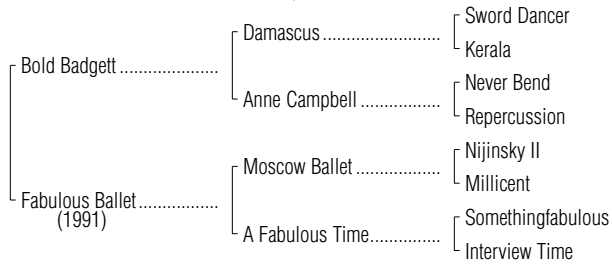 Sword Dancer
Damascus
Kerala
Bold Badgett
Never Bend
Anne Campbell
Repercussion
Nijinsky II
Moscow Ballet
Millicent
Fabulous Ballet
(1991)
Somethingfabulous
A Fabulous Time
Interview Time